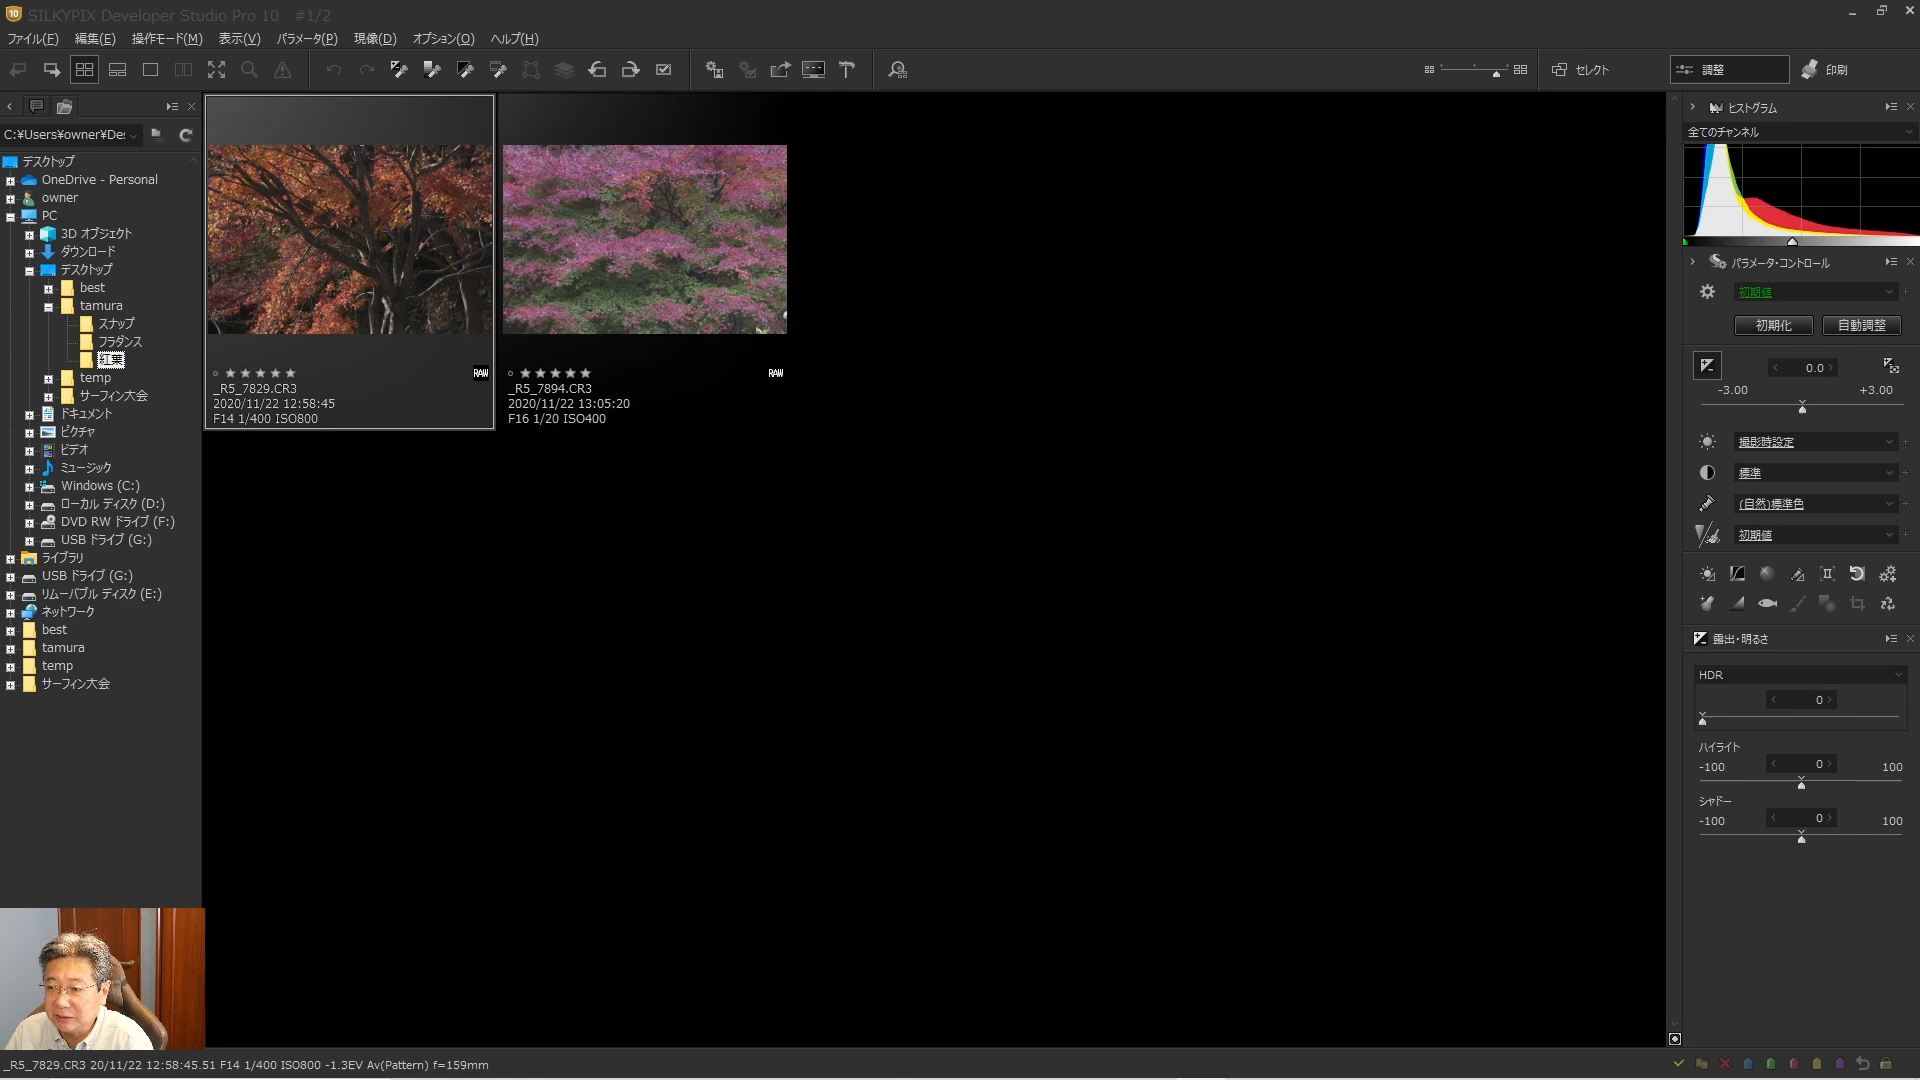 SILKYPIX Developer Studio Pro 10 #1/2
ファイル(F) 編集(E) 操作モード(M) 表示(V) パラメータ(P) 現像(D) オプション(O) ヘルプ(H)
セレクト
調整
印刷
C:¥Users¥owner¥De
デスクトップ
OneDrive - Personal
owner
PC
3D オブジェクト
ダウンロード
デスクトップ
best
tamura
スナップ
フラダンス
紅葉
temp
サーフィン大会
ドキュメント
ピクチャ
ビデオ
ミュージック
Windows (C:)
ローカル ディスク (D:)
DVD RW ドライブ (F:)
USB ドライブ (G:)
ライブラリ
USB ドライブ (G:)
リムーバブル ディスク (E:)
ネットワーク
best
tamura
temp
サーフィン大会
RAW
_R5_7829.CR3
2020/11/22 12:58:45
F14 1/400 ISO800
RAW
_R5_7894.CR3
2020/11/22 13:05:20
F16 1/20 ISO400
ヒストグラム
全てのチャンネル
パラメータ・コントロール
初期値
初期化 自動調整
0.0
-3.00 +3.00
撮影時設定
標準
(自然)標準色
初期値
露出・明るさ
HDR
0
ハイライト
-100 0 100
シャドー
-100 0 100
_R5_7829.CR3 20/11/22 12:58:45.51 F14 1/400 ISO800 -1.3EV Av(Pattern) f=159mm